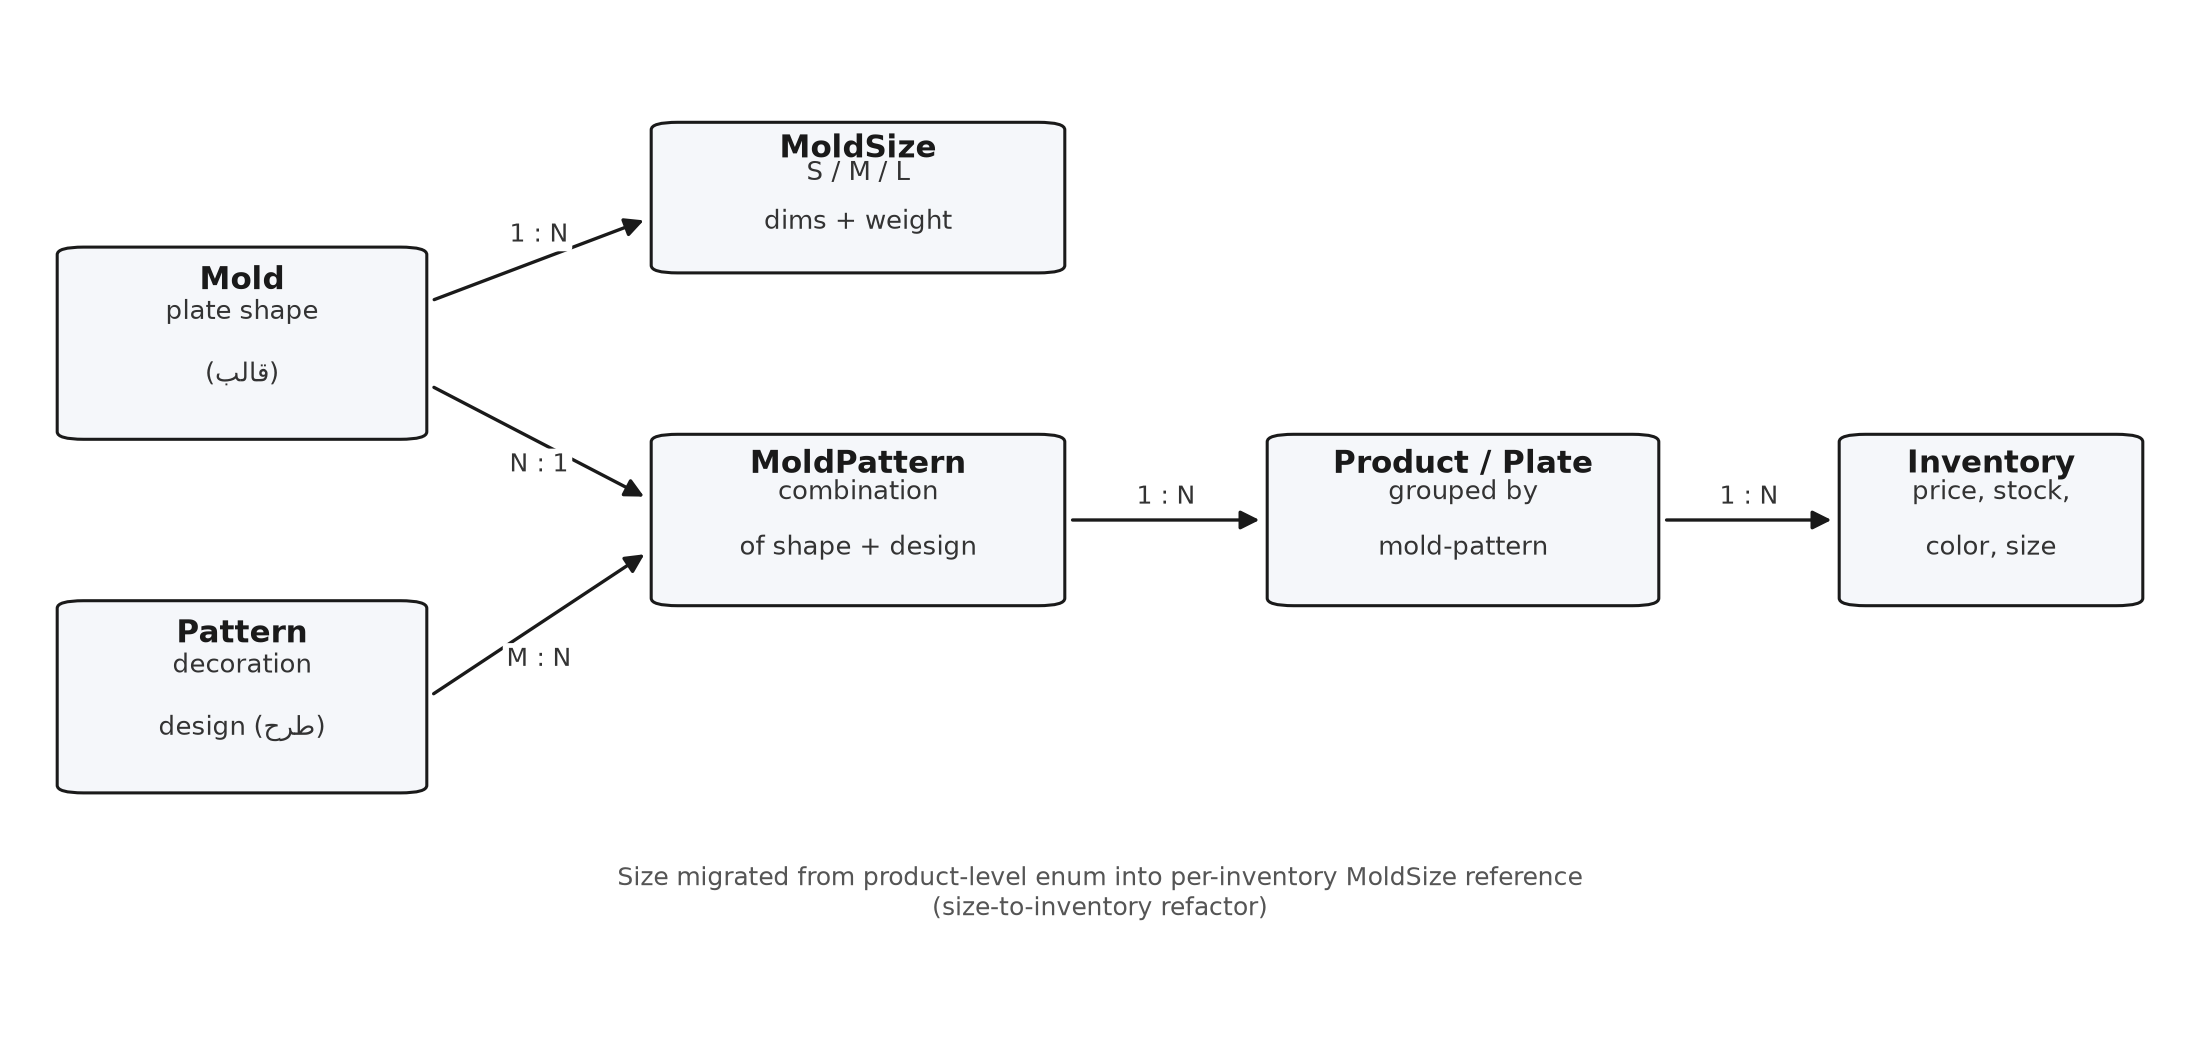 MoldSize
S / M / L
dims + weight
1 : N
Mold
plate shape
(قالب)
N : 1
MoldPattern
combination
of shape + design
1 : N
Product / Plate
grouped by
mold-pattern
1 : N
Inventory
price, stock,
color, size
Pattern
decoration
design (طرح)
M : N
Size migrated from product-level enum into per-inventory MoldSize reference
(size-to-inventory refactor)